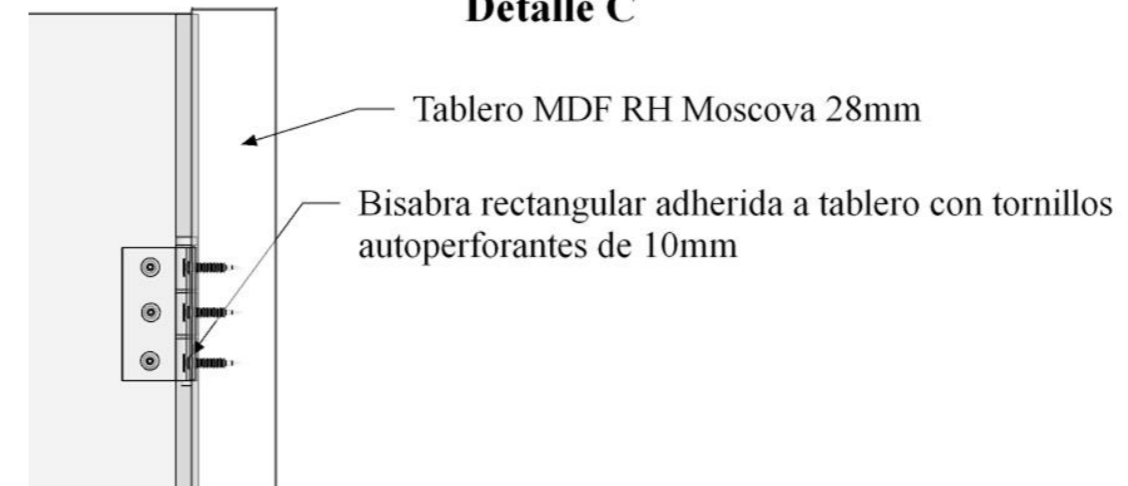 Detalle C
Tablero MDF RH Moscova 28mm
Bisabra rectangular adherida a tablero con tornillos
autoperforantes de 10mm